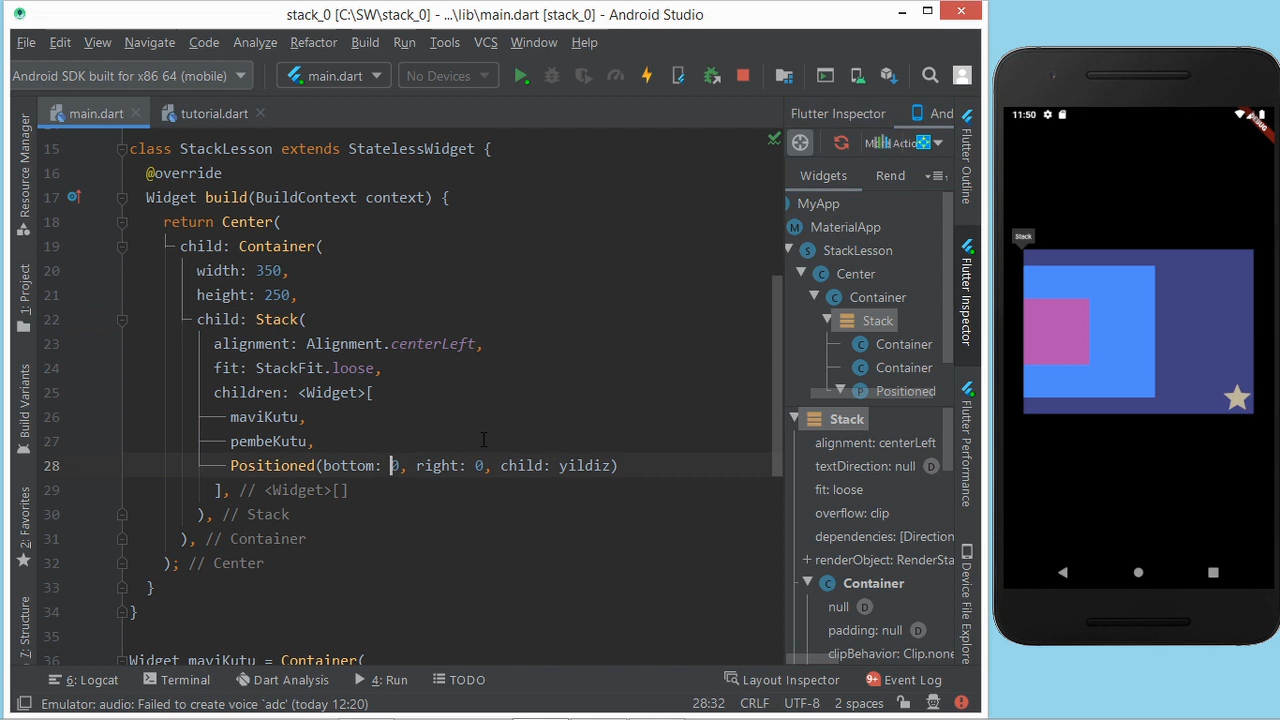 stack_0 [C:\SW\stack_0] - ...\lib\main.dart [stack_0] - Android Studio
File Edit View Navigate Code Analyze Refactor Build Run Tools VCS Window Help
Android SDK built for x86 64 (mobile) main.dart No Devices
main.dart tutorial.dart Flutter Inspector
15 class StackLesson extends StatelessWidget {
16 @override
17 Widget build(BuildContext context) {
18 return Center(
19 child: Container(
20 width: 350,
21 height: 250,
22 child: Stack(
23 alignment: Alignment.centerLeft,
24 fit: StackFit.loose,
25 children: <Widget>[
26 maviKutu,
27 pembeKutu,
28 Positioned(bottom: 0, right: 0, child: yildiz)
29 ], // <Widget>[]
30 ), // Stack
31 ), // Container
32 ); // Center
33 }
34 }
35
36 Widget maviKutu = Container(
Resource Manager
1: Project
Build Variants
2: Favorites
7: Structure
Widgets Rend
MyApp
MaterialApp
StackLesson
Center
Container
Stack
Container
Container
Positioned
Stack
alignment: centerLeft
textDirection: null
fit: loose
overflow: clip
dependencies: [Direction
renderObject: RenderSta
Container
null D
padding: null D
clipBehavior: Clip.none
Flutter Outline
Flutter Inspector
Flutter Performance
Device File Explorer
6: Logcat Terminal Dart Analysis 4: Run TODO Layout Inspector 9+ Event Log
Emulator: audio: Failed to create voice `adc' (today 12:20) 28:32 CRLF UTF-8 2 spaces
11:50
DEBUG
Stack